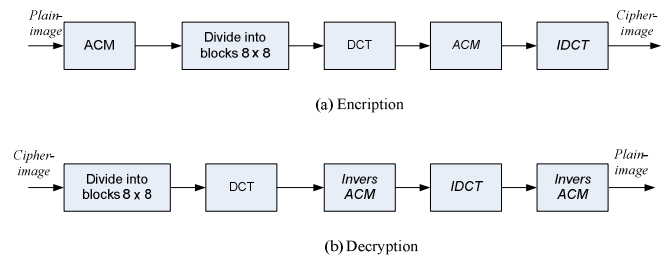 Plain-
image
ACM
Divide into
blocks 8 x 8
DCT
ACM
IDCT
Cipher-
image
(a) Encription
Cipher-
image
Divide into
blocks 8 x 8
DCT
Invers
ACM
IDCT
Invers
ACM
Plain-
image
(b) Decryption